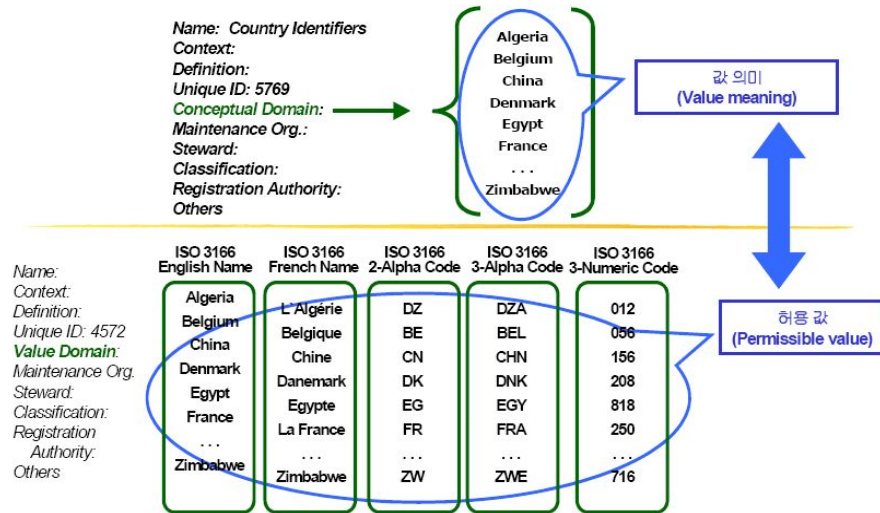 Name: Country Identifiers
Context:
Definition:
Unique ID: 5769
Conceptual Domain:
Maintenance Org.:
Steward:
Classification:
Registration Authority:
Others
Algeria
Belgium
China
Denmark
Egypt
France
. . .
Zimbabwe
값 의미
(Value meaning)
Name:
Context:
Definition:
Unique ID: 4572
Value Domain:
Maintenance Org.
Steward:
Classification:
Registration
Authority:
Others
ISO 3166
English Name
Algeria
Belgium
China
Denmark
Egypt
France
. . .
Zimbabwe
ISO 3166
French Name
L`Algérie
Belgique
Chine
Danemark
Egypte
La France
. . .
Zimbabwe
ISO 3166
2-Alpha Code
DZ
BE
CN
DK
EG
FR
. . .
ZW
ISO 3166
3-Alpha Code
DZA
BEL
CHN
DNK
EGY
FRA
. . .
ZWE
ISO 3166
3-Numeric Code
012
056
156
208
818
250
. . .
716
허용 값
(Permissible value)